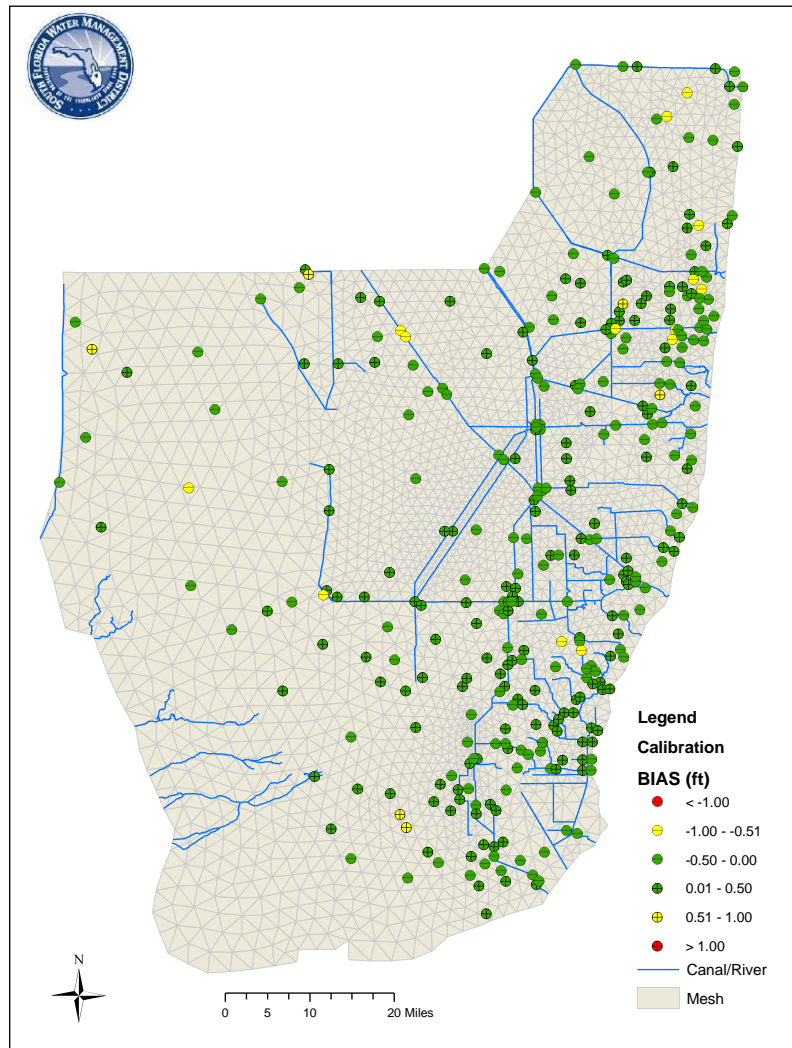 SOUTH FLORIDA WATER MANAGEMENT DISTRICT
Legend
Calibration
BIAS (ft)
< -1.00
-1.00 - -0.51
-0.50 - 0.00
0.01 - 0.50
0.51 - 1.00
> 1.00
Canal/River
Mesh
N
0 5 10 20 Miles